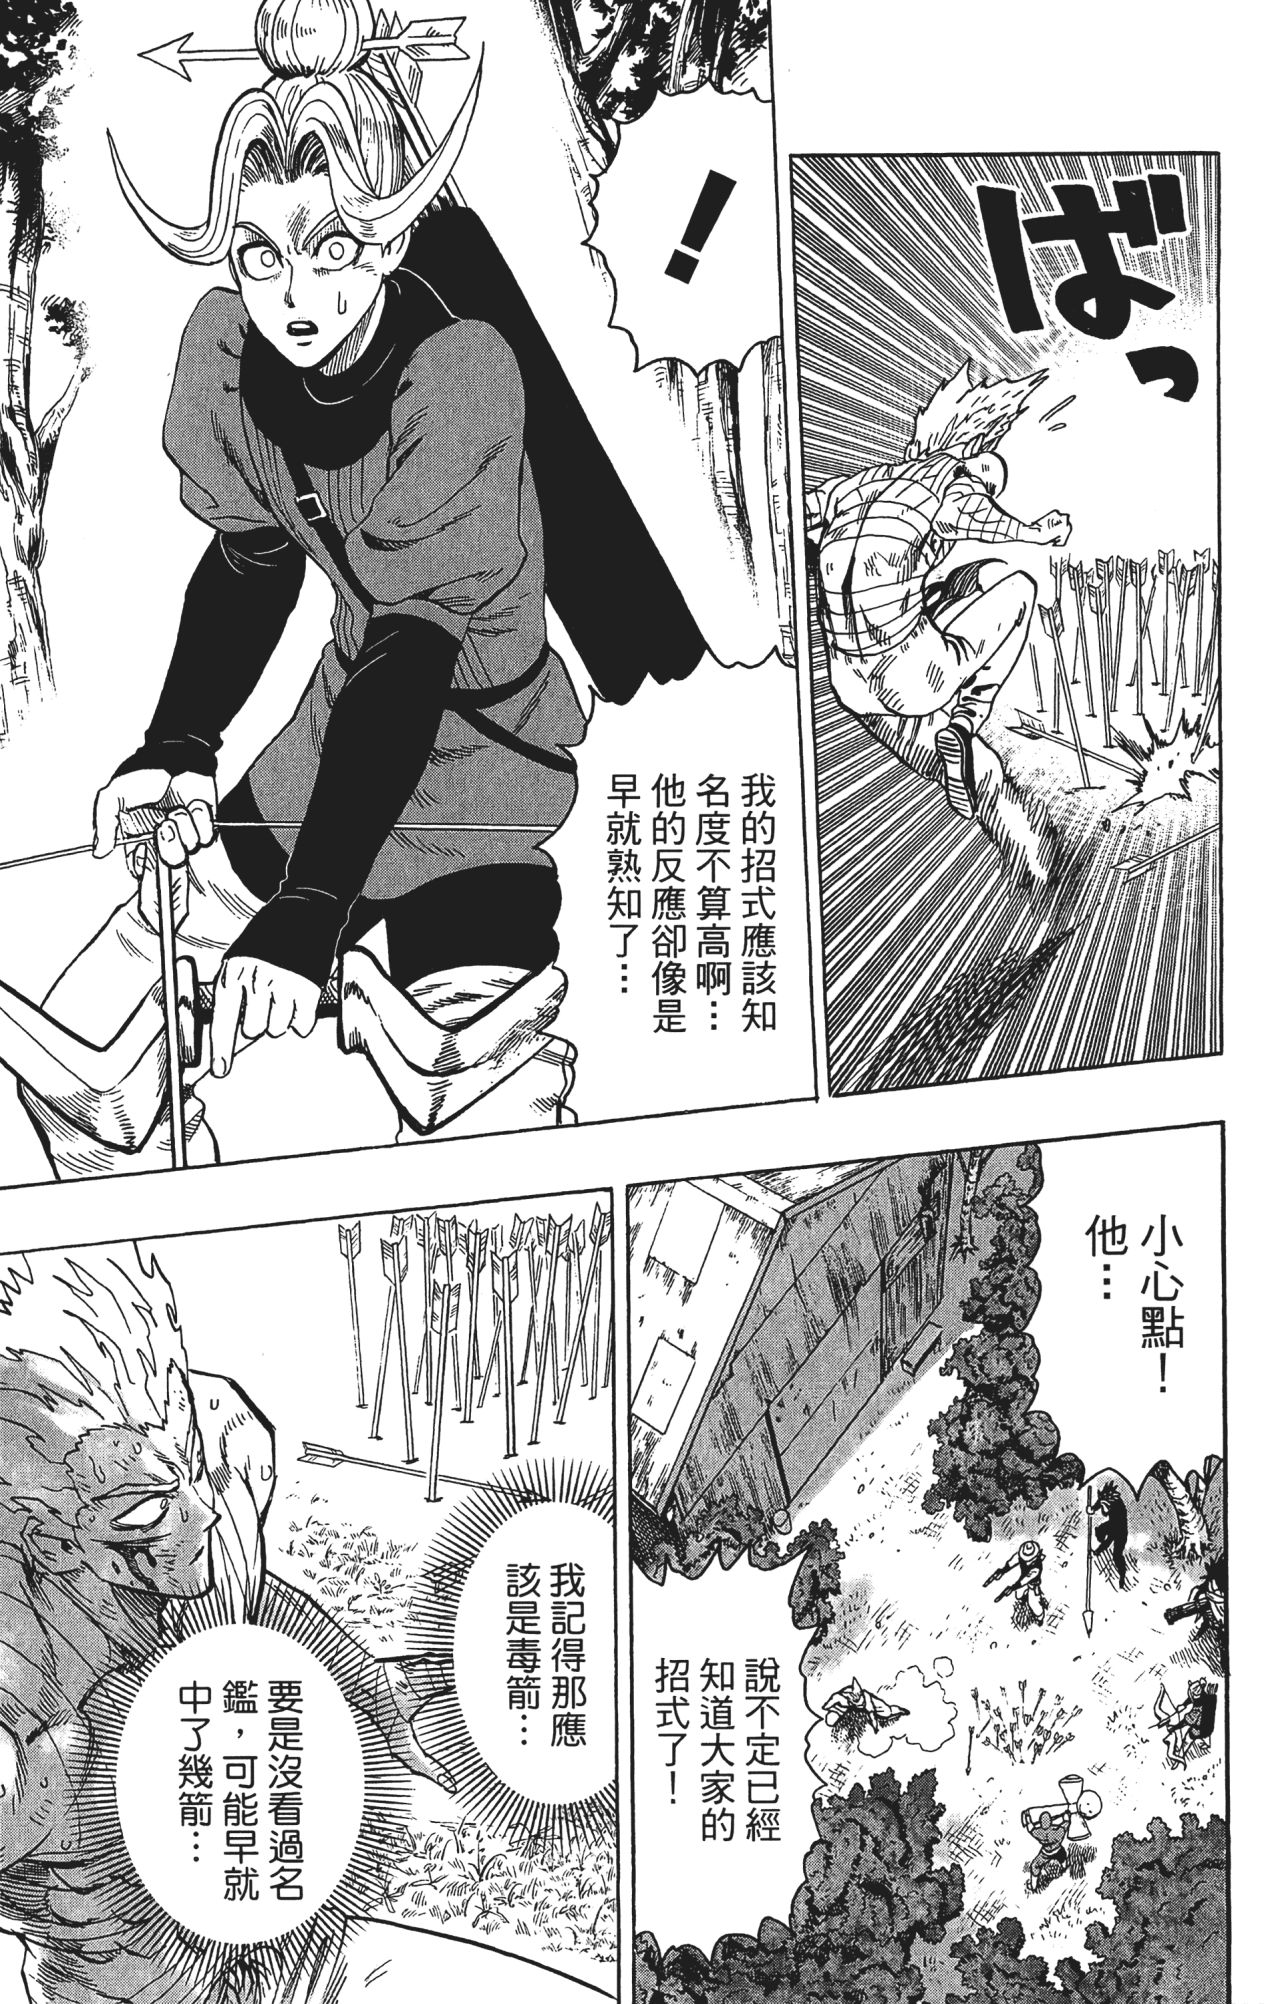 ばっ
！
我的招式應該知
名度不算高啊…
他的反應卻像是
早就熟知了…
小心點！
他…
說不定已經
知道大家的
招式了！
我記得那應
該是毒箭…
要是沒看過名
鑑，可能早就
中了幾箭…